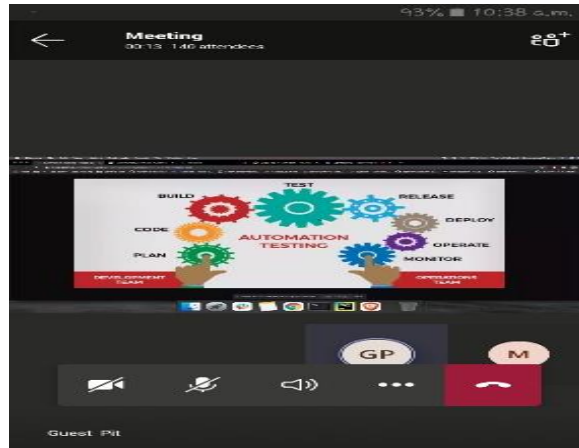 93% 10:38 a.m.
Meeting
00:13 140 attendees
TEST
BUILD
RELEASE
CODE
DEPLOY
AUTOMATION
TESTING
OPERATE
PLAN
MONITOR
DEVELOPMENT
TEAM
OPERATIONS
TEAM
GP
M
Guest Pit